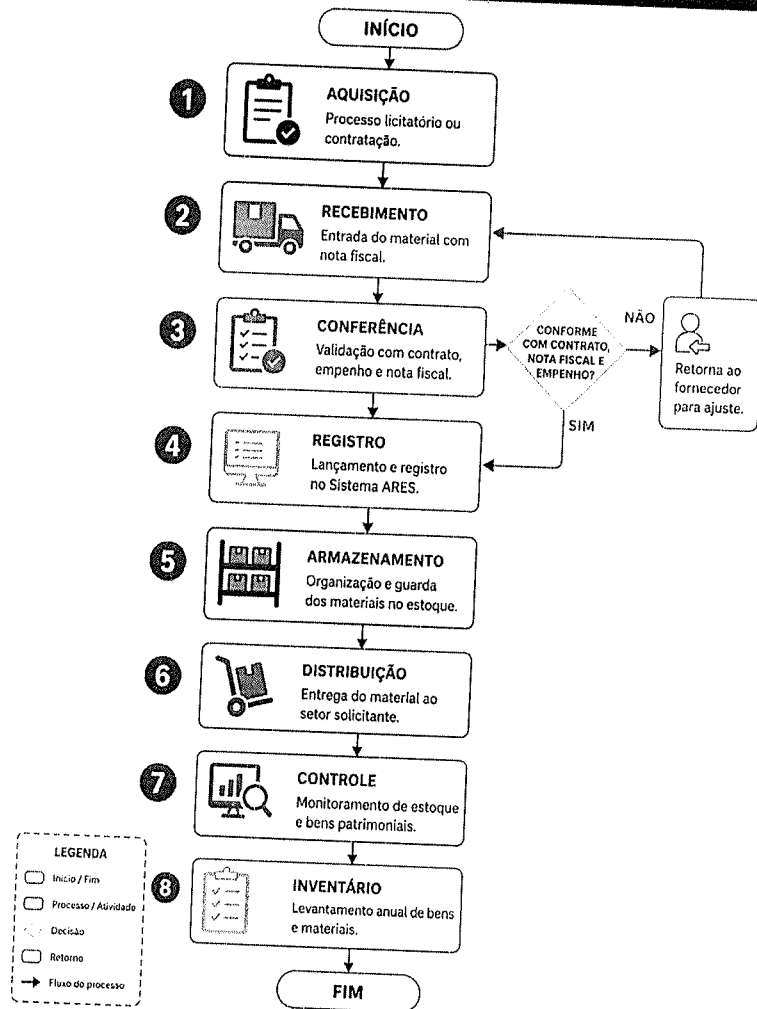 INÍCIO
1
AQUISIÇÃO
Processo licitatório ou
contratação.
2
RECEBIMENTO
Entrada do material com
nota fiscal.
3
CONFERÊNCIA
Validação com contrato,
empenho e nota fiscal.
CONFORME
COM CONTRATO,
NOTA FISCAL E
EMPENHO?
NÃO
Retorna ao
fornecedor
para ajuste.
SIM
4
REGISTRO
Lançamento e registro
no Sistema ARES.
5
ARMAZENAMENTO
Organização e guarda
dos materiais no estoque.
6
DISTRIBUIÇÃO
Entrega do material ao
setor solicitante.
7
CONTROLE
Monitoramento de estoque
e bens patrimoniais.
8
INVENTÁRIO
Levantamento anual de bens
e materiais.
FIM
LEGENDA
Início / Fim
Processo / Atividade
Decisão
Retorno
Fluxo do processo